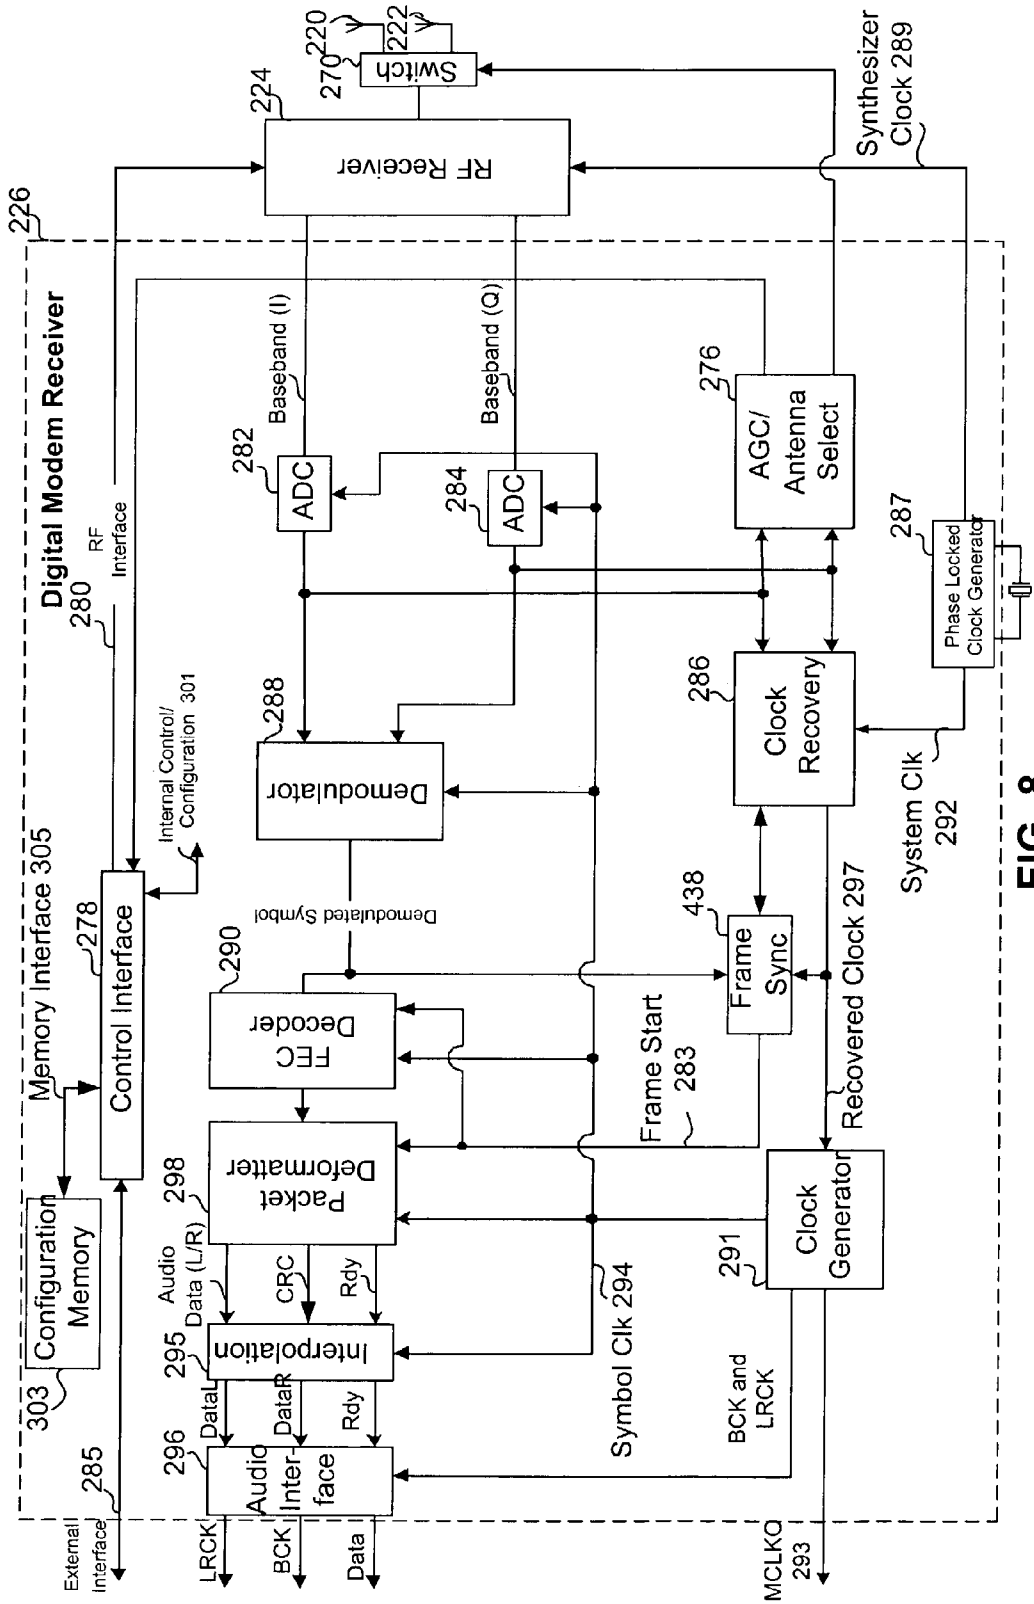 Digital Modem Receiver
226
External
Interface
285
303
Configuration
Memory
Memory Interface 305
278
Control Interface
Internal Control/
Configuration 301
280
RF
Interface
296
Audio
Inter-
face
LRCK
BCK
Data
DataL
DataR
Rdy
295
Interpolation
Audio
Data (L/R)
CRC
Rdy
298
Packet
Deformatter
290
FEC
Decoder
Demodulated Symbol
288
Demodulator
282
ADC
284
ADC
Baseband (I)
Baseband (Q)
224
RF Receiver
270
Switch
220
222
Symbol Clk 294
Frame Start
283
438
Frame
Sync
286
Clock
Recovery
276
AGC/
Antenna
Select
BCK and
LRCK
291
Clock
Generator
Recovered Clock 297
System Clk
292
287
Phase Locked
Clock Generator
Synthesizer
Clock 289
MCLKO
293
FIG. 8